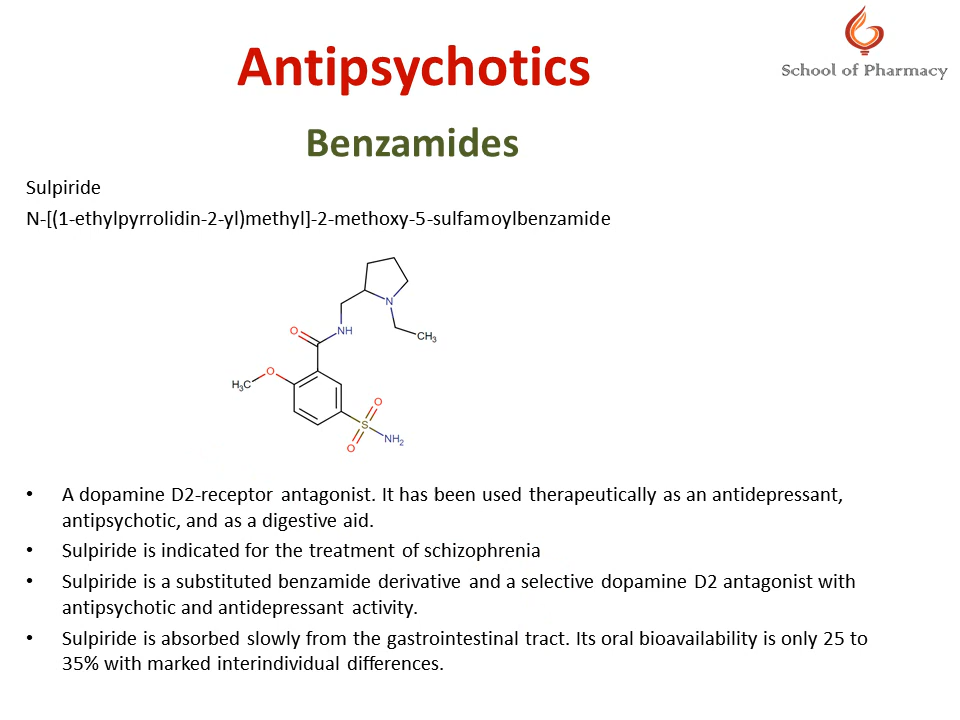 School of Pharmacy
Antipsychotics
Benzamides
Sulpiride
N-[(1-ethylpyrrolidin-2-yl)methyl]-2-methoxy-5-sulfamoylbenzamide
N
NH
O
CH3
O
H3C
O
S
NH2
O
• A dopamine D2-receptor antagonist. It has been used therapeutically as an antidepressant,
antipsychotic, and as a digestive aid.
• Sulpiride is indicated for the treatment of schizophrenia
• Sulpiride is a substituted benzamide derivative and a selective dopamine D2 antagonist with
antipsychotic and antidepressant activity.
• Sulpiride is absorbed slowly from the gastrointestinal tract. Its oral bioavailability is only 25 to
35% with marked interindividual differences.